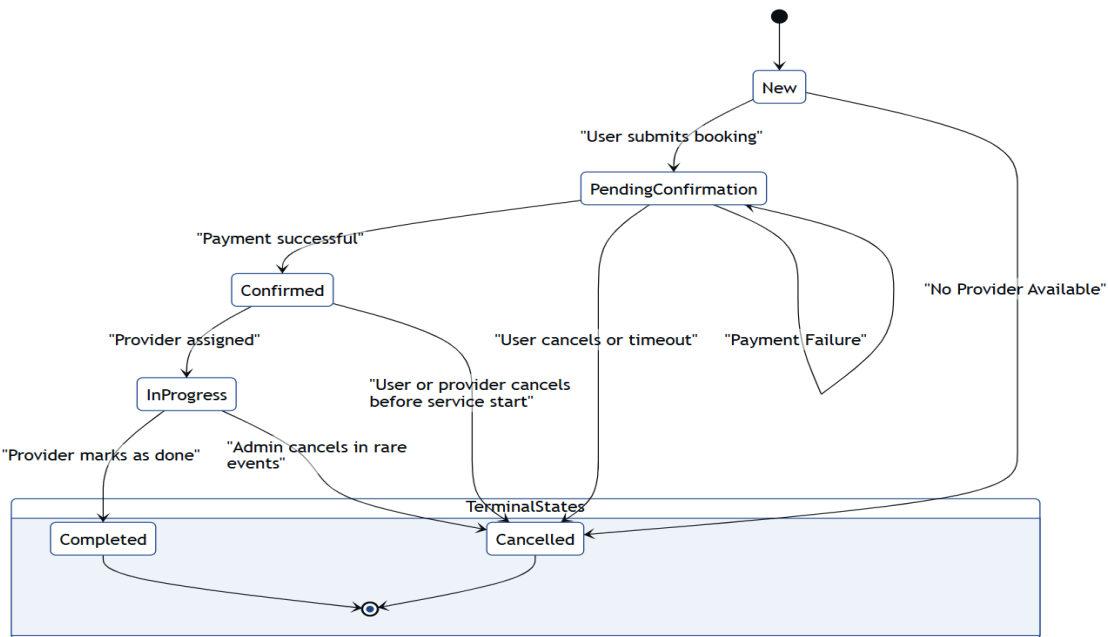 New
"User submits booking"
PendingConfirmation
"Payment successful"
Confirmed
"No Provider Available"
"Provider assigned"
"User cancels or timeout"
"Payment Failure"
InProgress
"User or provider cancels
before service start"
"Provider marks as done"
"Admin cancels in rare
events"
TerminalStates
Completed
Cancelled